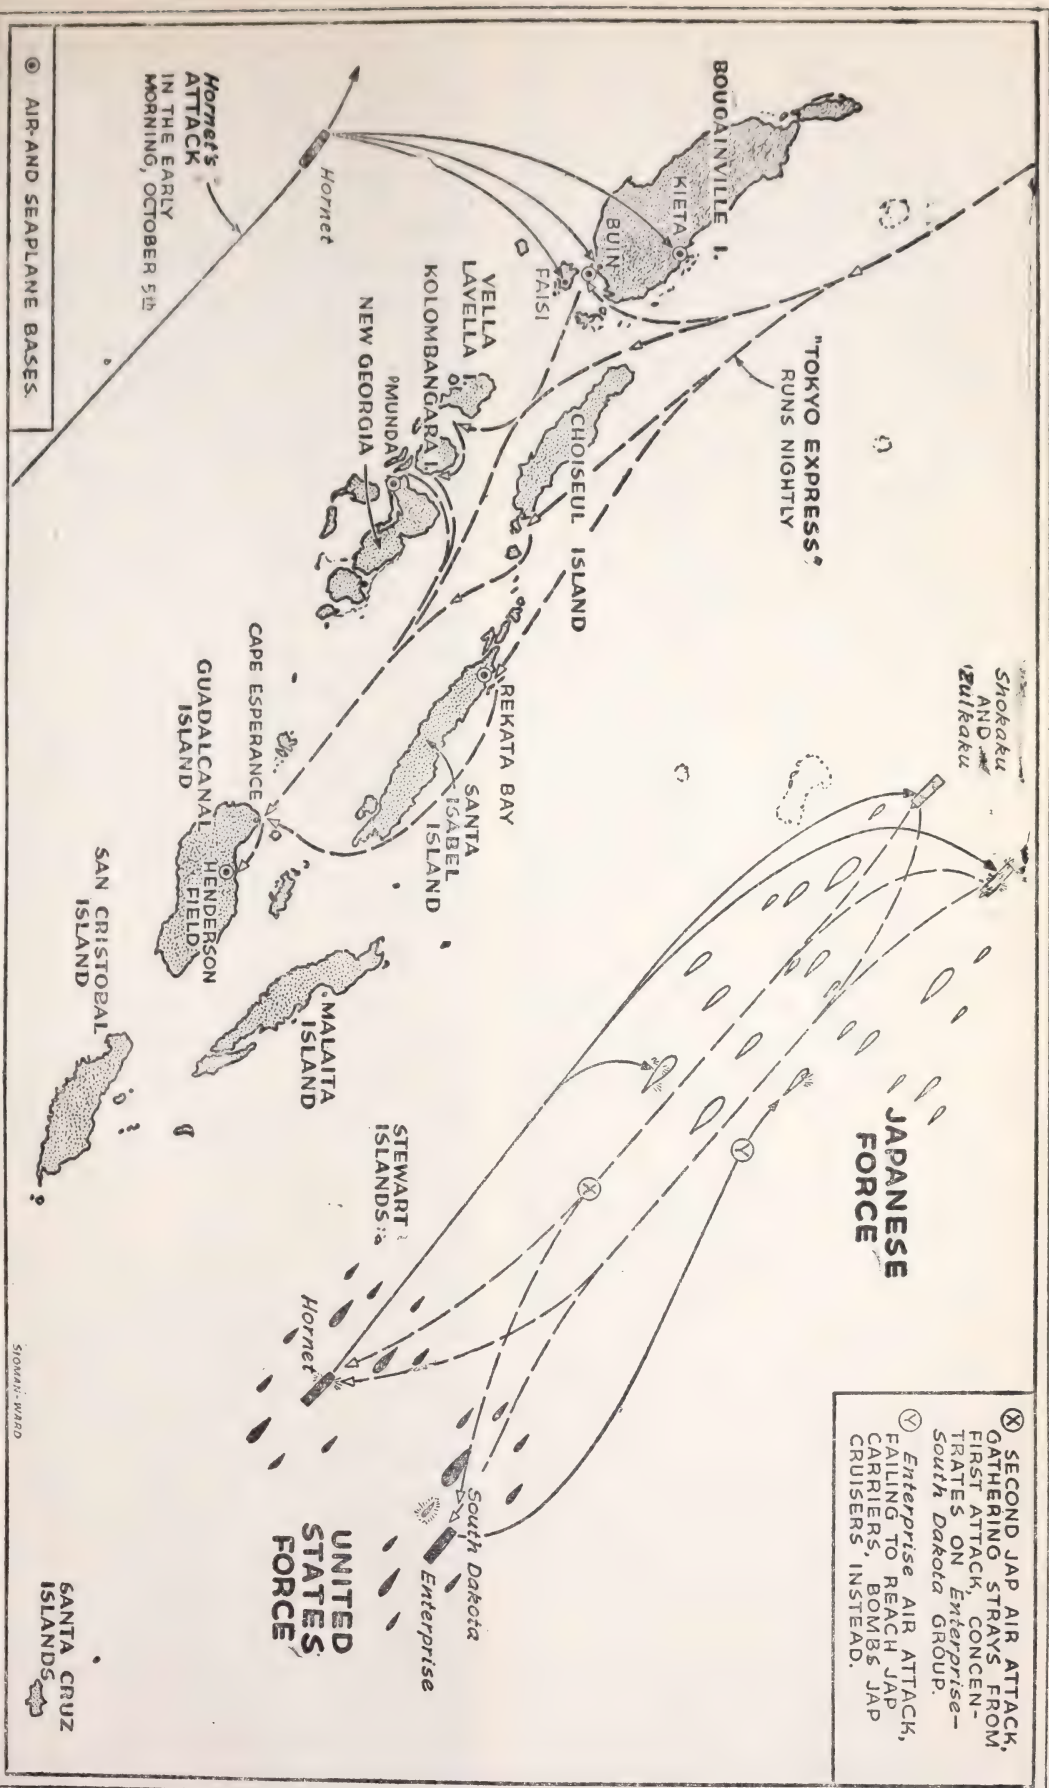 BOUGAINVILLE I.
KIETA
BUIN
FAISI
"TOKYO EXPRESS"
RUNS NIGHTLY
Shokaku
AND
Zuikaku
JAPANESE
FORCE
Ⓧ SECOND JAP AIR ATTACK,
GATHERING STRAYS FROM
FIRST ATTACK, CONCEN-
TRATES ON Enterprise-
South Dakota GROUP.
Ⓨ Enterprise AIR ATTACK,
FAILING TO REACH JAP
CARRIERS, BOMBS JAP
CRUISERS INSTEAD.
CHOISEUL ISLAND
VELLA
LAVELLA I.
KOLOMBANGARA I.
MUNDA
NEW GEORGIA
REKATA BAY
SANTA
ISABEL
ISLAND
Y
X
Hornet
Hornet's
ATTACK
IN THE EARLY
MORNING, OCTOBER 5th
CAPE ESPERANCE
GUADALCANAL
ISLAND
HENDERSON
FIELD
MALAITA
ISLAND
STEWART
ISLANDS
SAN CRISTOBAL
ISLAND
Hornet
South Dakota
Enterprise
UNITED
STATES
FORCE
SANTA CRUZ
ISLANDS
◉ AIR-AND SEAPLANE BASES.
SIOMAN-WARD